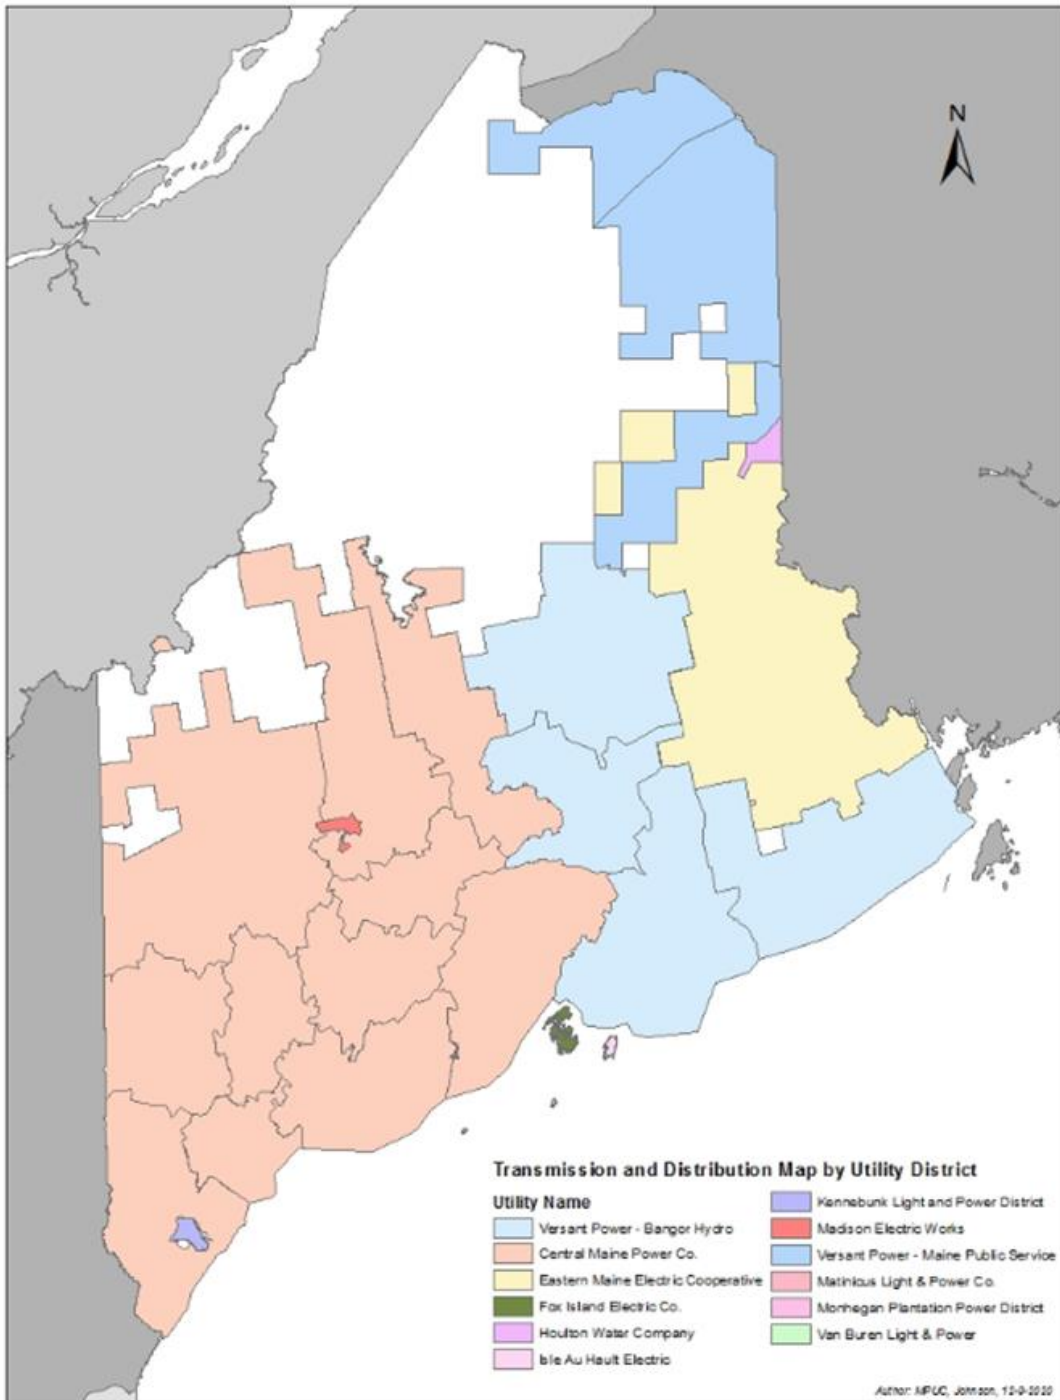 N
Transmission and Distribution Map by Utility District
Utility Name
Versant Power - Bangor Hydro
Central Maine Power Co.
Eastern Maine Electric Cooperative
Fox Island Electric Co.
Houlton Water Company
Isle Au Hault Electric
Kennebunk Light and Power District
Madison Electric Works
Versant Power - Maine Public Service
Matinicus Light & Power Co.
Monhegan Plantation Power District
Van Buren Light & Power
Author: MPUC, Johnson,